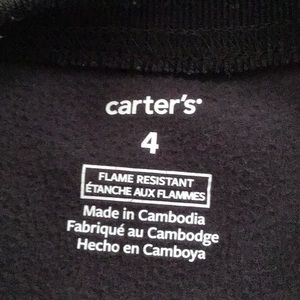 carter's
4
FLAME RESISTANT
ÉTANCHE AUX FLAMMES
Made in Cambodia
Fabriqué au Cambodge
Hecho en Camboya